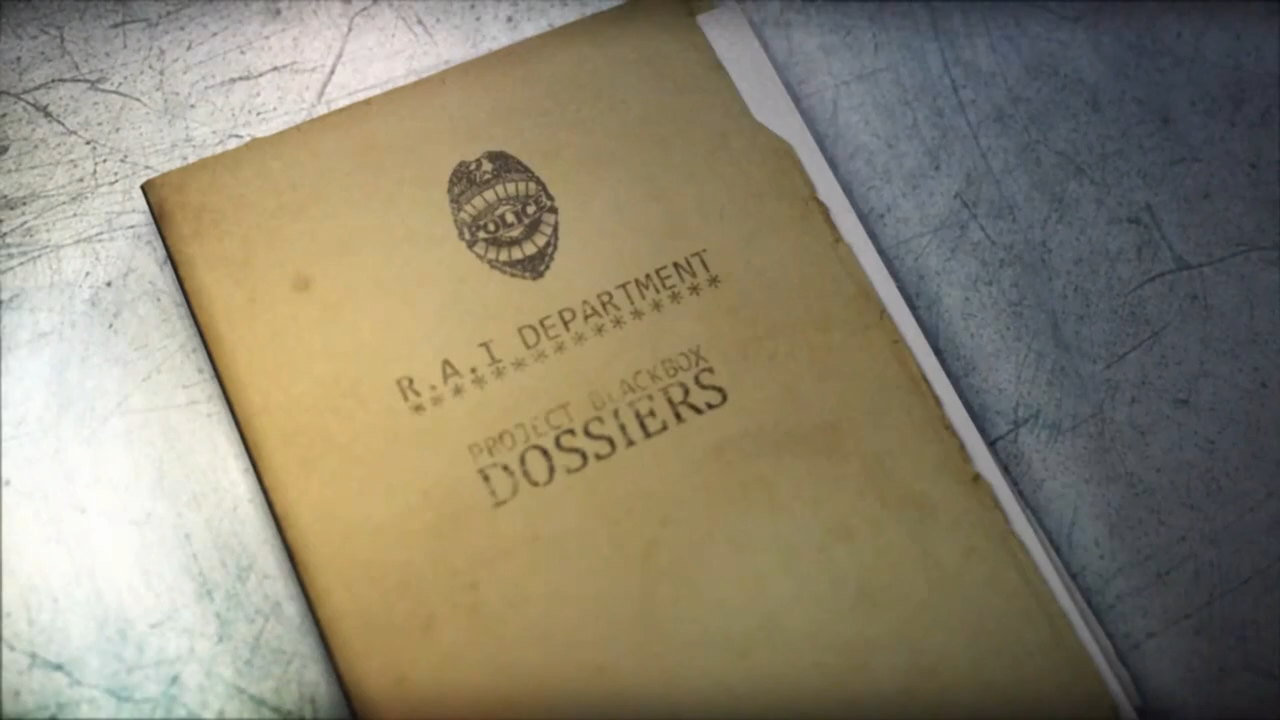 POLICE
R.A.I DEPARTMENT
*****************
PROJECT BLACKBOX
DOSSIERS